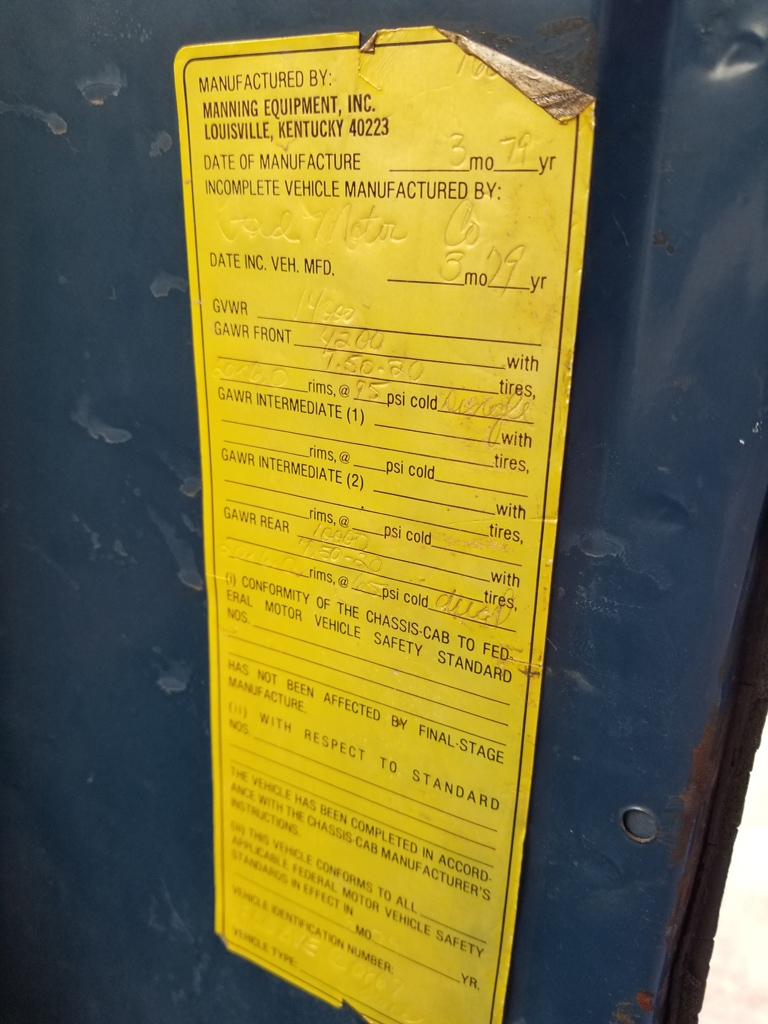 MANUFACTURED BY:
MANNING EQUIPMENT, INC.
LOUISVILLE, KENTUCKY 40223
DATE OF MANUFACTURE 3 mo 79 yr
INCOMPLETE VEHICLE MANUFACTURED BY:
Ford Motor Co
DATE INC. VEH. MFD. 3 mo 79 yr
GVWR 14000
GAWR FRONT 4200 with
7.50-20 tires,
rims, @ 75 psi cold single
GAWR INTERMEDIATE (1) with
tires,
rims, @ psi cold
GAWR INTERMEDIATE (2) with
tires,
rims, @ psi cold
GAWR REAR with
7.50-20 tires,
rims, @ 65 psi cold dual
(i) CONFORMITY OF THE CHASSIS-CAB TO FED-
ERAL MOTOR VEHICLE SAFETY STANDARD
NOS.
HAS NOT BEEN AFFECTED BY FINAL-STAGE
MANUFACTURE.
(ii) WITH RESPECT TO STANDARD
NOS.
THE VEHICLE HAS BEEN COMPLETED IN ACCORD-
ANCE WITH THE CHASSIS-CAB MANUFACTURER'S
INSTRUCTIONS.
(iii) THIS VEHICLE CONFORMS TO ALL
APPLICABLE FEDERAL MOTOR VEHICLE SAFETY
STANDARDS IN EFFECT IN MO YR.
VEHICLE IDENTIFICATION NUMBER:
VEHICLE TYPE: